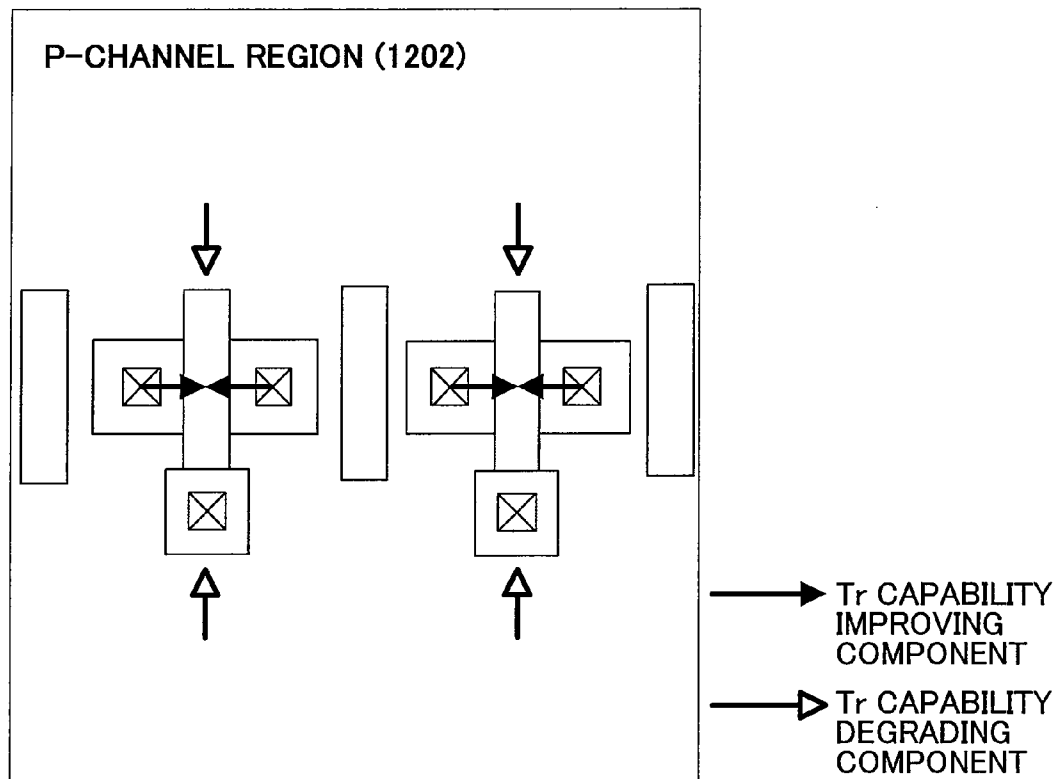 P-CHANNEL REGION (1202)
Tr CAPABILITY
IMPROVING
COMPONENT
Tr CAPABILITY
DEGRADING
COMPONENT